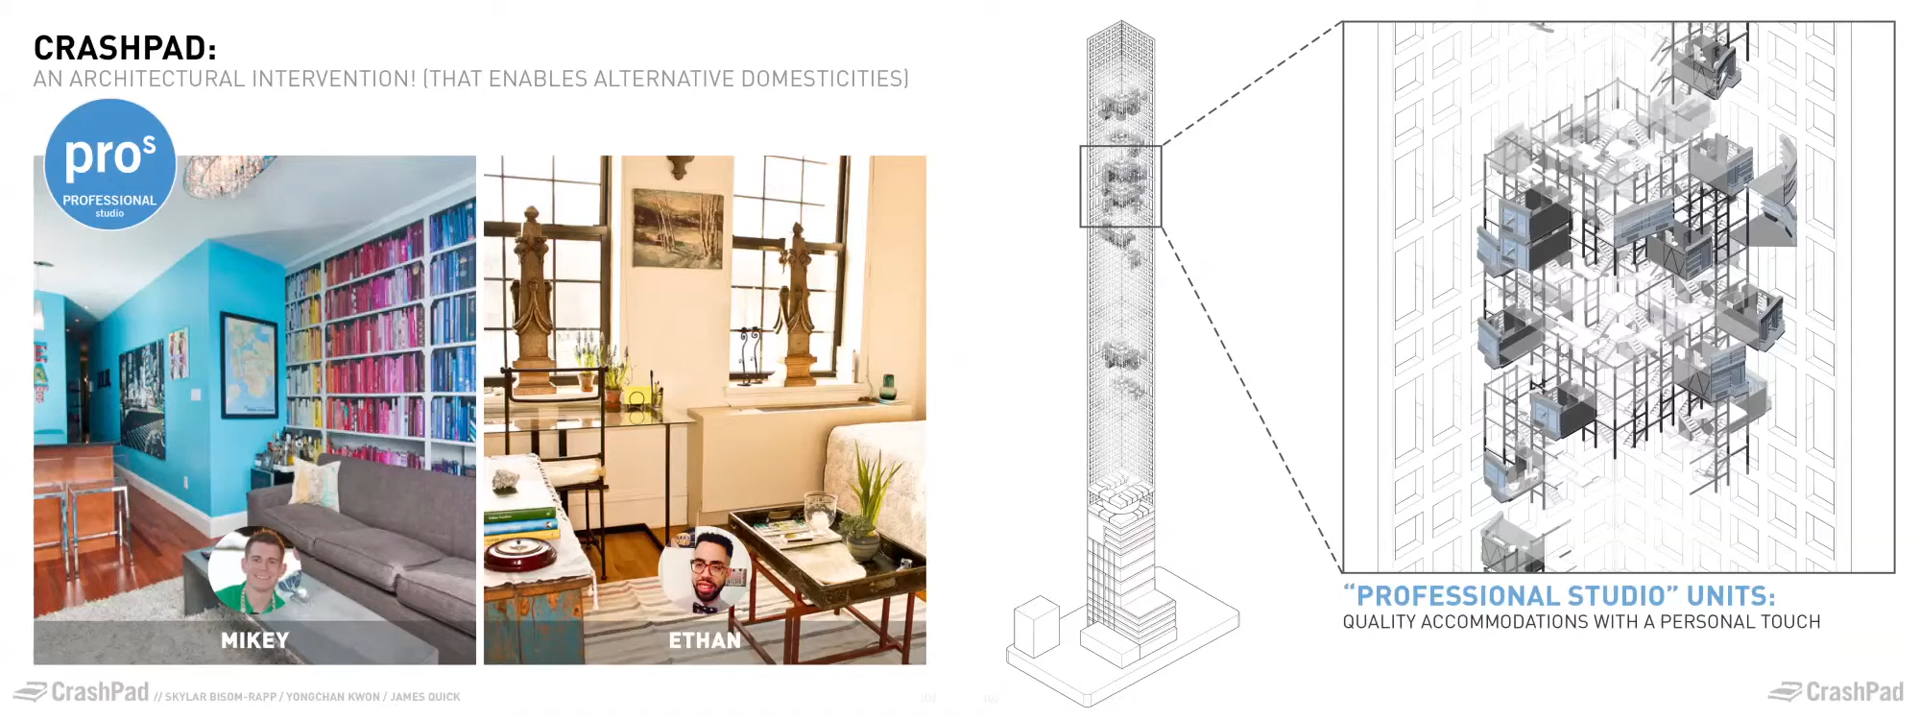 CRASHPAD:
AN ARCHITECTURAL INTERVENTION! (THAT ENABLES ALTERNATIVE DOMESTICITIES)
proˢ
PROFESSIONAL
studio
MIKEY
ETHAN
CrashPad // SKYLAR BISOM-RAPP / YONGCHAN KWON / JAMES QUICK
"PROFESSIONAL STUDIO" UNITS:
QUALITY ACCOMMODATIONS WITH A PERSONAL TOUCH
CrashPad